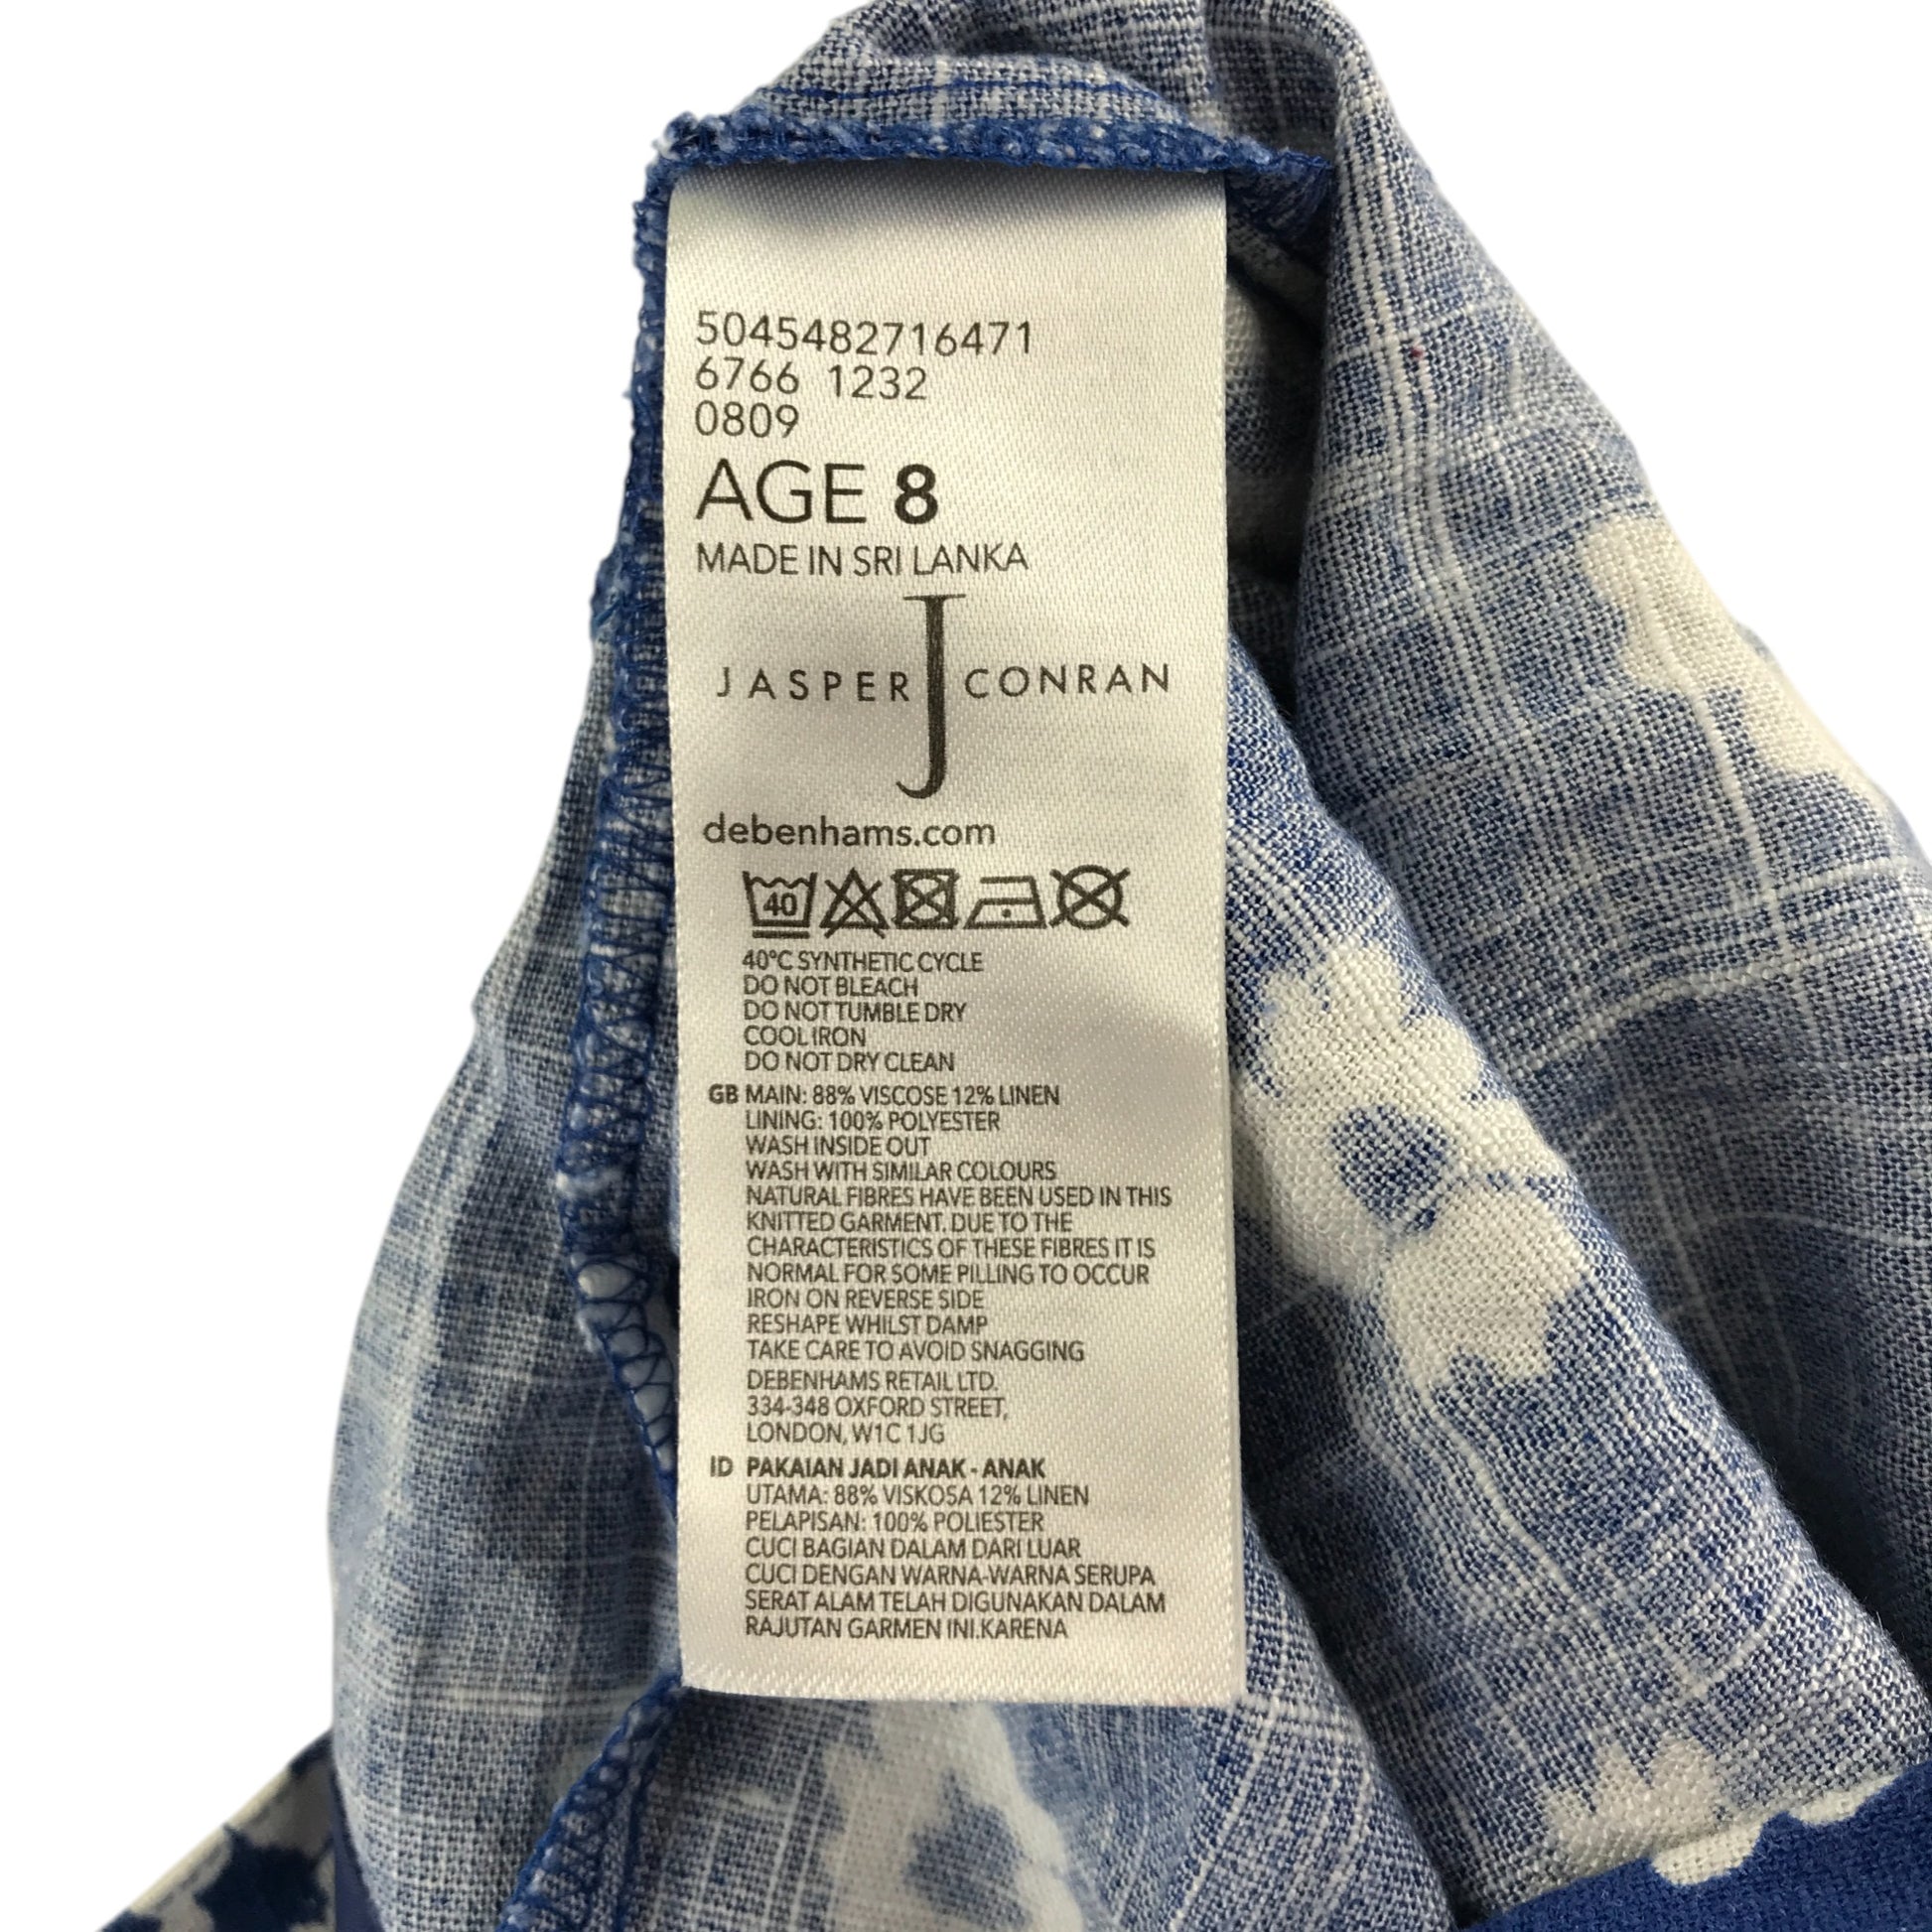 5045482716471
6766 1232
0809
AGE 8
MADE IN SRI LANKA
JASPER J CONRAN
debenhams.com
40
40°C SYNTHETIC CYCLE
DO NOT BLEACH
DO NOT TUMBLE DRY
COOL IRON
DO NOT DRY CLEAN
GB MAIN: 88% VISCOSE 12% LINEN
LINING: 100% POLYESTER
WASH INSIDE OUT
WASH WITH SIMILAR COLOURS
NATURAL FIBRES HAVE BEEN USED IN THIS
KNITTED GARMENT. DUE TO THE
CHARACTERISTICS OF THESE FIBRES IT IS
NORMAL FOR SOME PILLING TO OCCUR
IRON ON REVERSE SIDE
RESHAPE WHILST DAMP
TAKE CARE TO AVOID SNAGGING
DEBENHAMS RETAIL LTD.
334-348 OXFORD STREET,
LONDON, W1C 1JG
ID PAKAIAN JADI ANAK - ANAK
UTAMA: 88% VISKOSA 12% LINEN
PELAPISAN: 100% POLIESTER
CUCI BAGIAN DALAM DARI LUAR
CUCI DENGAN WARNA-WARNA SERUPA
SERAT ALAM TELAH DIGUNAKAN DALAM
RAJUTAN GARMEN INI.KARENA